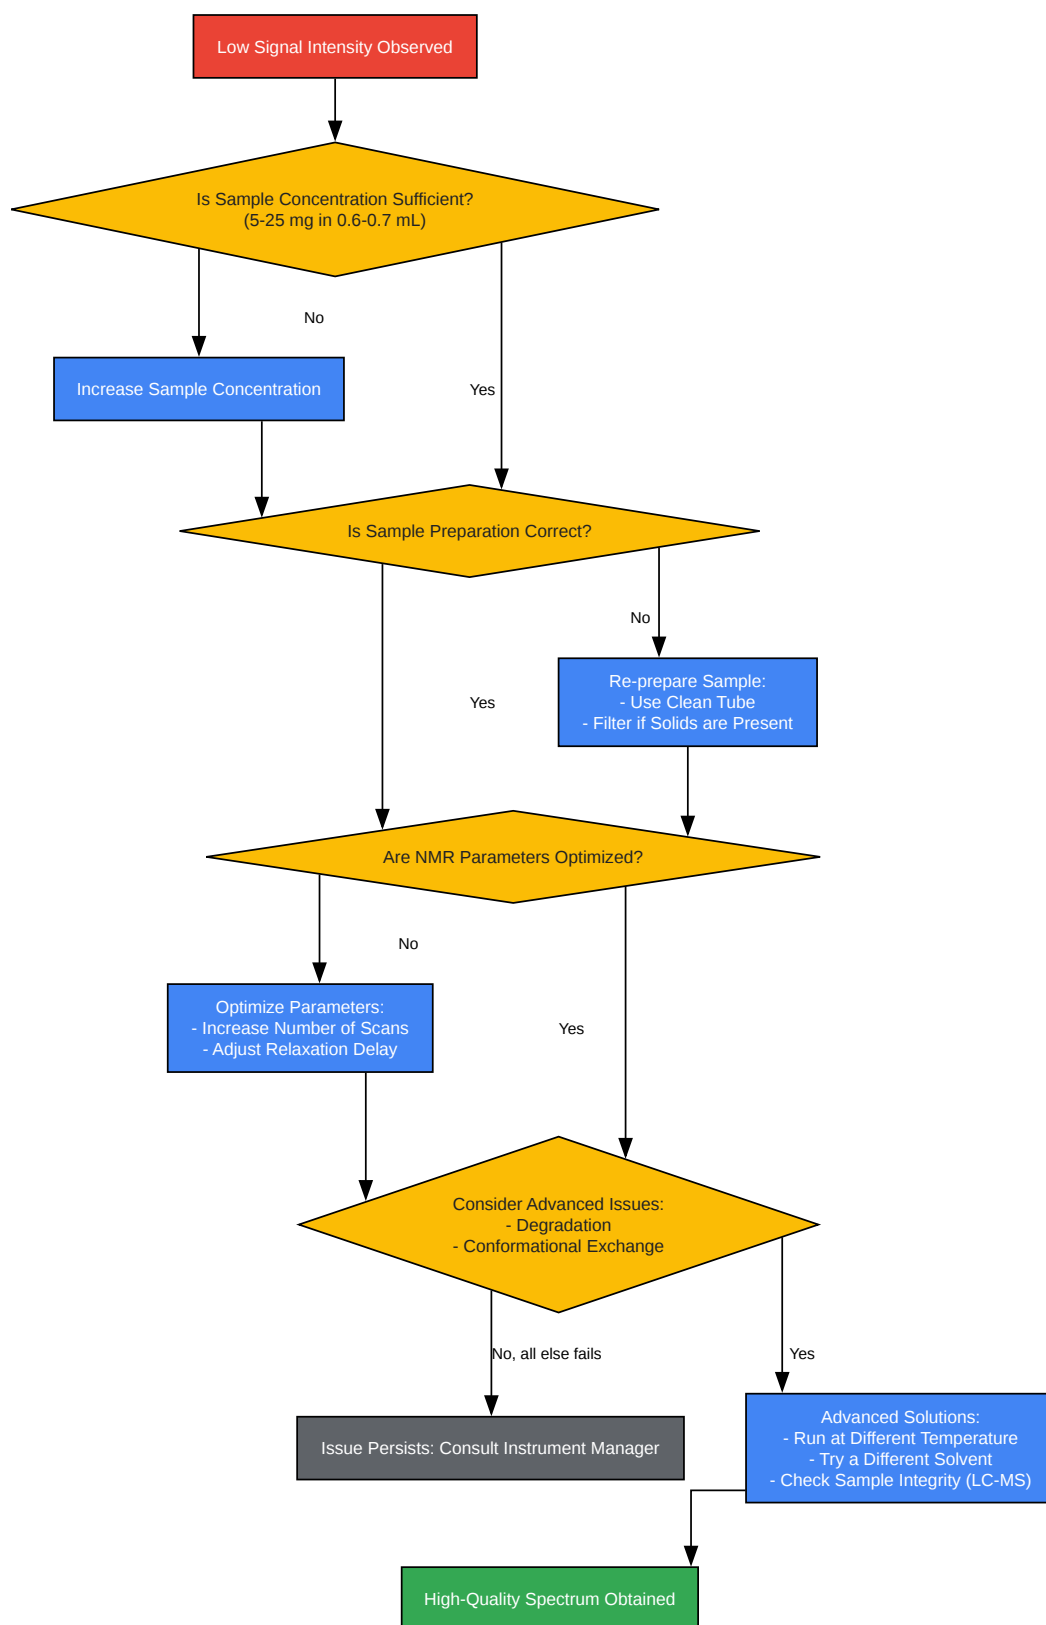 Low Signal Intensity Observed
Is Sample Concentration Sufficient?
(5-25 mg in 0.6-0.7 mL)
No
Increase Sample Concentration
Yes
Is Sample Preparation Correct?
No
Re-prepare Sample:
- Use Clean Tube
- Filter if Solids are Present
Yes
Are NMR Parameters Optimized?
No
Optimize Parameters:
- Increase Number of Scans
- Adjust Relaxation Delay
Yes
Consider Advanced Issues:
- Degradation
- Conformational Exchange
No, all else fails
Yes
Issue Persists: Consult Instrument Manager
Advanced Solutions:
- Run at Different Temperature
- Try a Different Solvent
- Check Sample Integrity (LC-MS)
High-Quality Spectrum Obtained